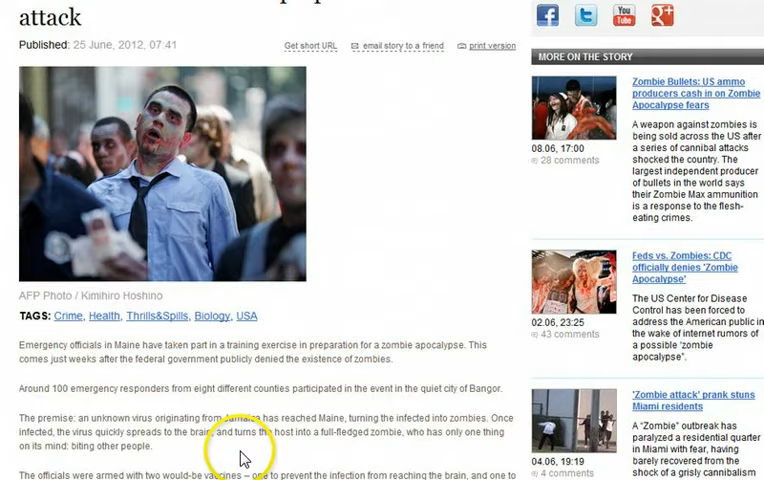 attack
Published: 25 June, 2012, 07:41
Get short URL
email story to a friend
print version
AFP Photo / Kimihiro Hoshino
TAGS: Crime, Health, Thrills&Spills, Biology, USA
Emergency officials in Maine have taken part in a training exercise in preparation for a zombie apocalypse. This
comes just weeks after the federal government publicly denied the existence of zombies.
Around 100 emergency responders from eight different counties participated in the event in the quiet city of Bangor.
The premise: an unknown virus originating from Jamaica has reached Maine, turning the infected into zombies. Once
infected, the virus quickly spreads to the brain, and turns the host into a full-fledged zombie, who has only one thing
on its mind: biting other people.
The officials were armed with two would-be vaccines – one to prevent the infection from reaching the brain, and one to
You
Tube
MORE ON THE STORY
Zombie Bullets: US ammo
producers cash in on Zombie
Apocalypse fears
08.06, 17:00
28 comments
A weapon against zombies is
being sold across the US after
a series of cannibal attacks
shocked the country. The
largest independent producer
of bullets in the world says
their Zombie Max ammunition
is a response to the flesh-
eating crimes.
Feds vs. Zombies: CDC
officially denies 'Zombie
Apocalypse'
02.06, 23:25
43 comments
The US Center for Disease
Control has been forced to
address the American public in
the wake of internet rumors of
a possible "zombie
apocalypse".
'Zombie attack' prank stuns
Miami residents
04.06, 19:19
4 comments
A "Zombie" outbreak has
paralyzed a residential quarter
in Miami with fear, having
barely recovered from the
shock of a grisly cannibalism